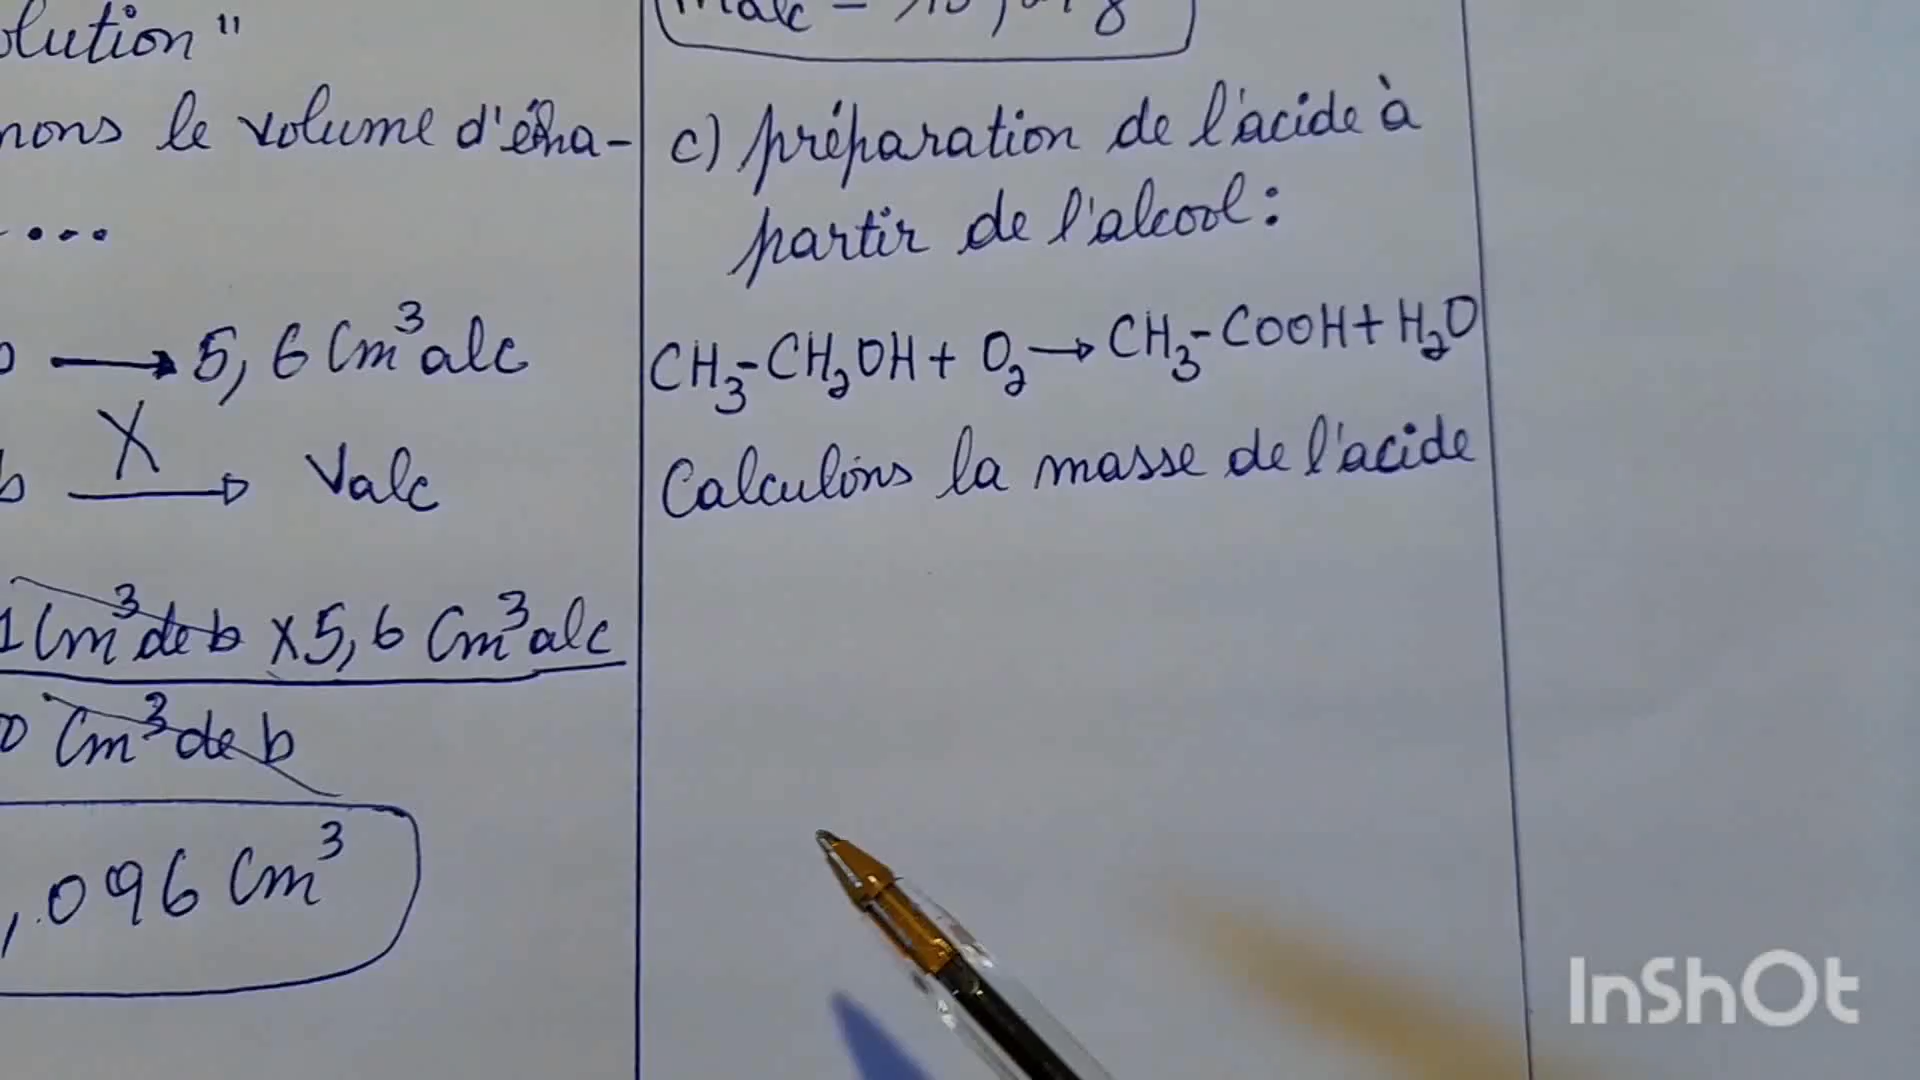 olution"
nons le volume d'étha-
....
→ 5,6 Cm³ alc
b X → Valc
1 Cm³ de b x 5,6 Cm³ alc
0 Cm³ de b
,096 Cm³
malc =
c) préparation de l'acide à
partir de l'alcool :
CH₃-CH₂OH + O₂ → CH₃-COOH + H₂O
Calculons la masse de l'acide
InShOt